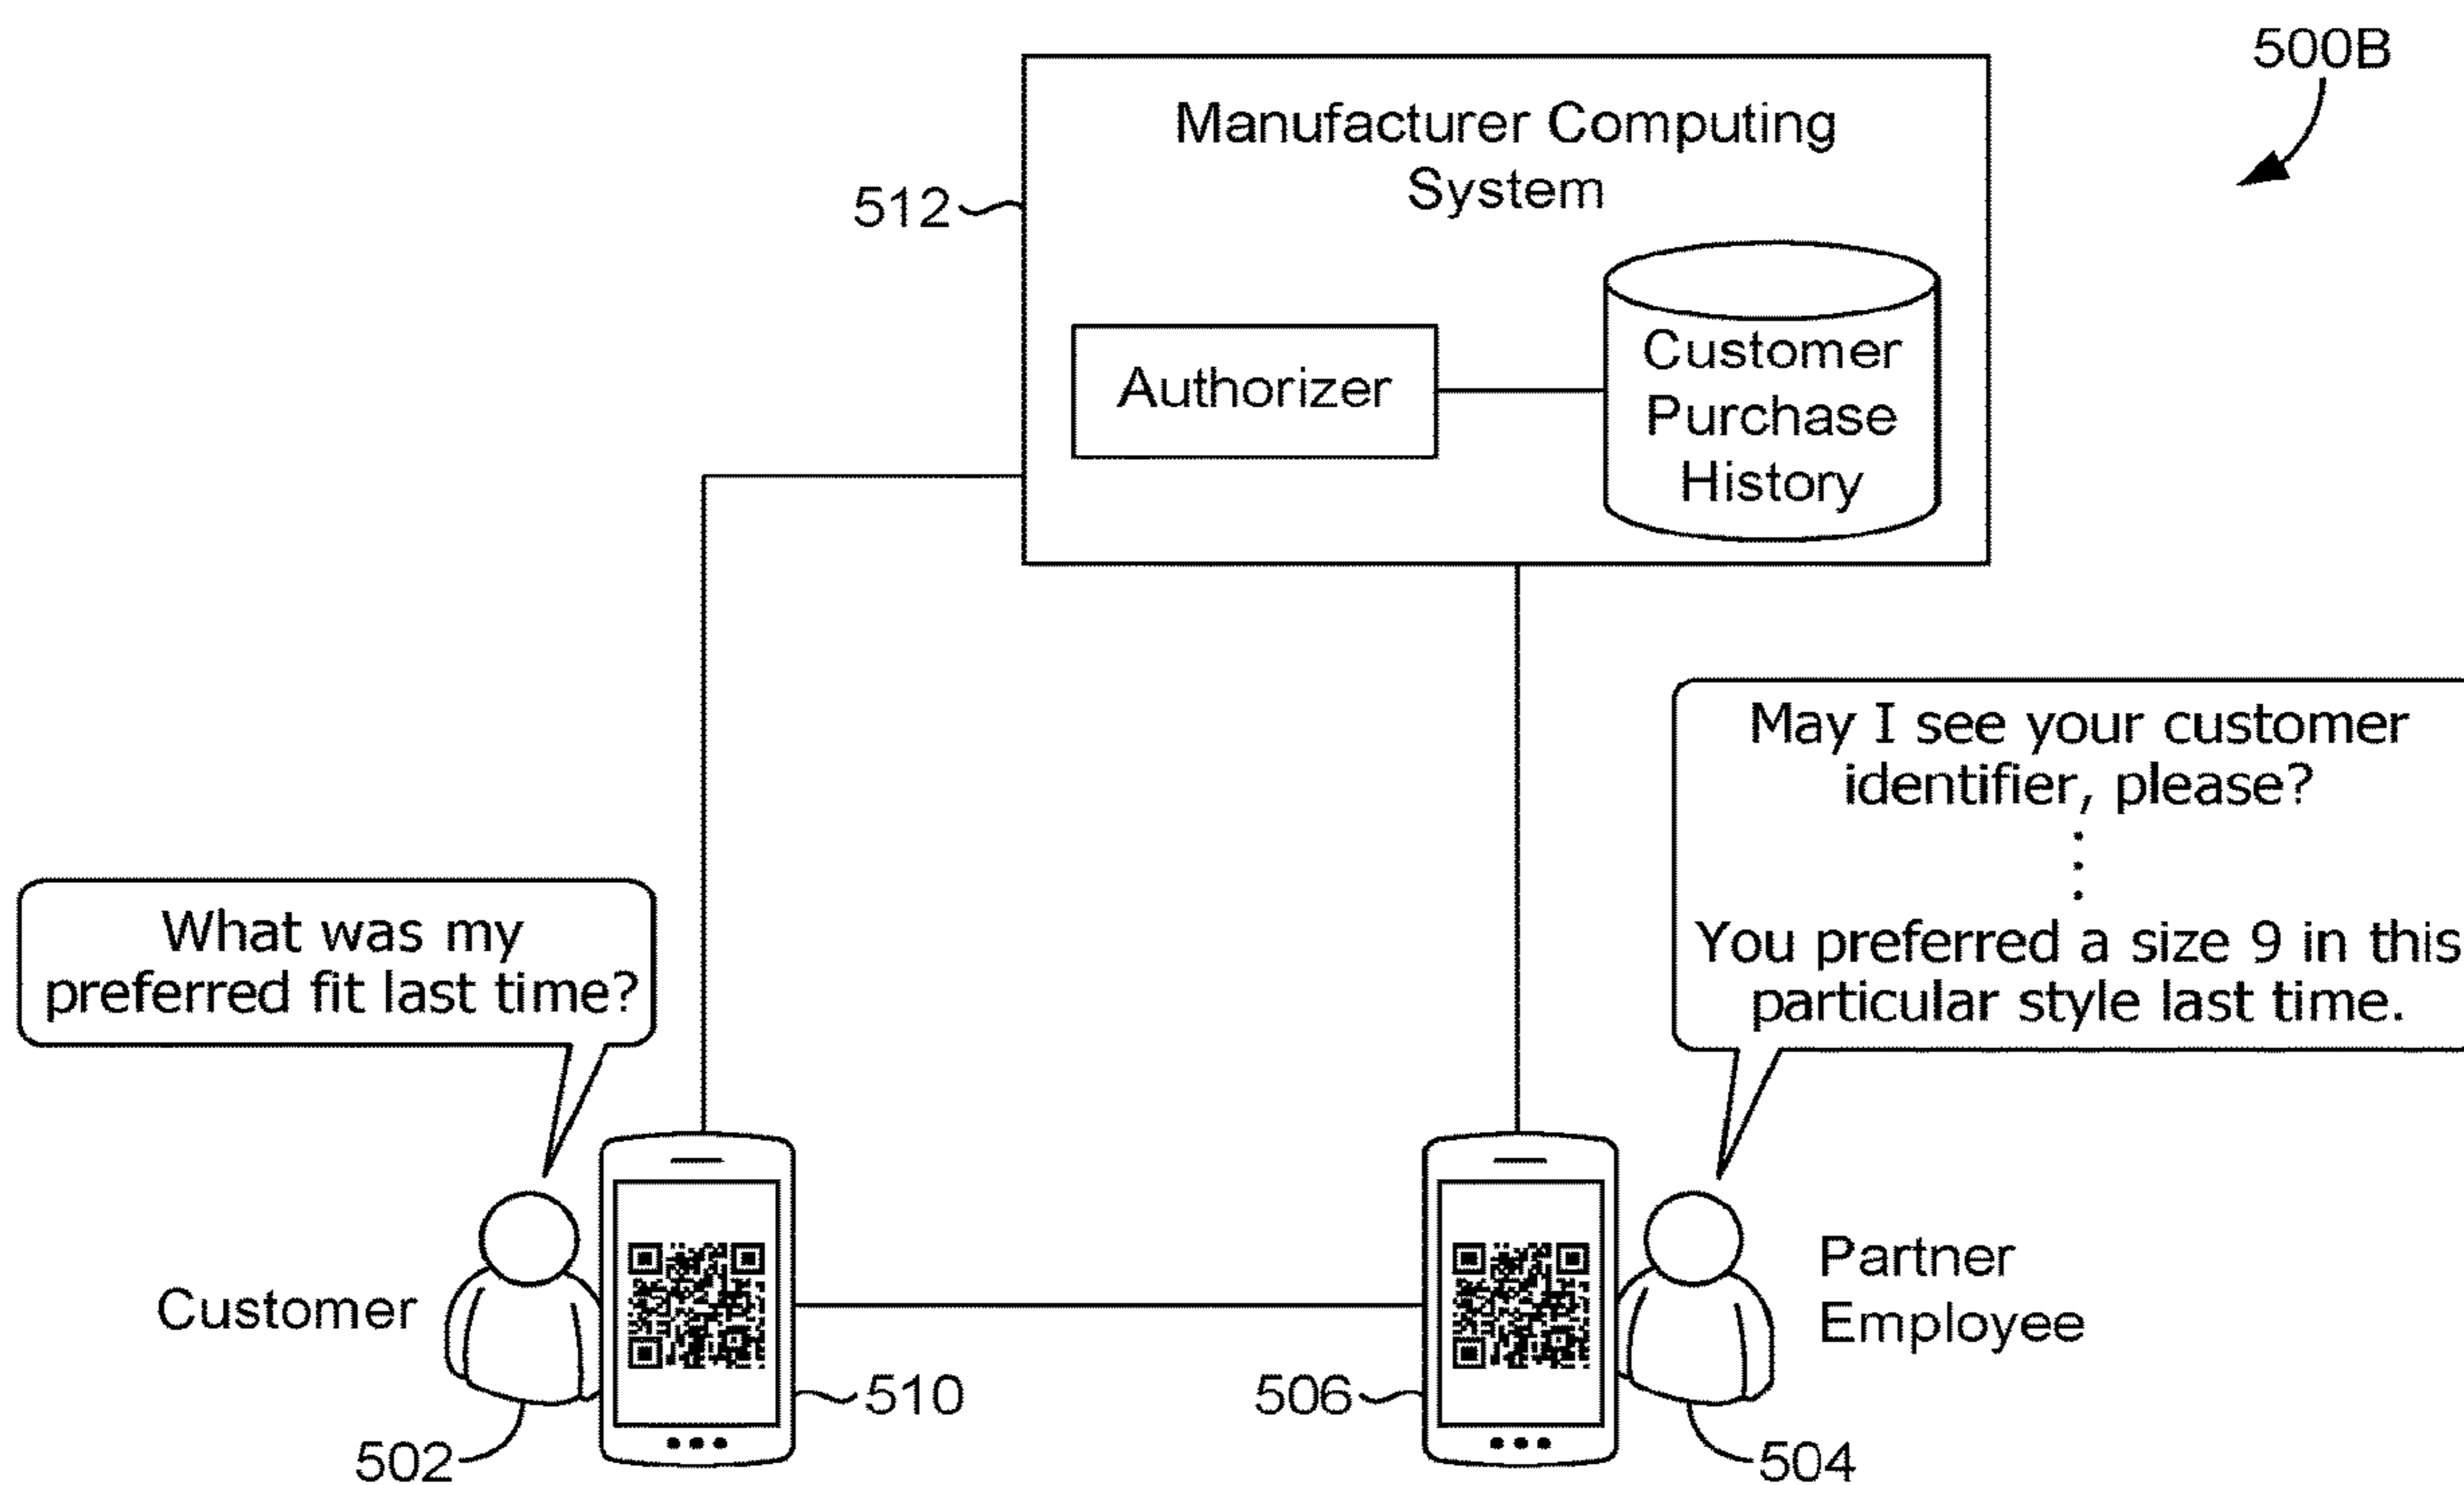 500B
Manufacturer Computing
System
512
Authorizer
Customer
Purchase
History
May I see your customer
identifier, please?
You preferred a size 9 in this
particular style last time.
What was my
preferred fit last time?
Customer
Partner
Employee
510
506
502
504